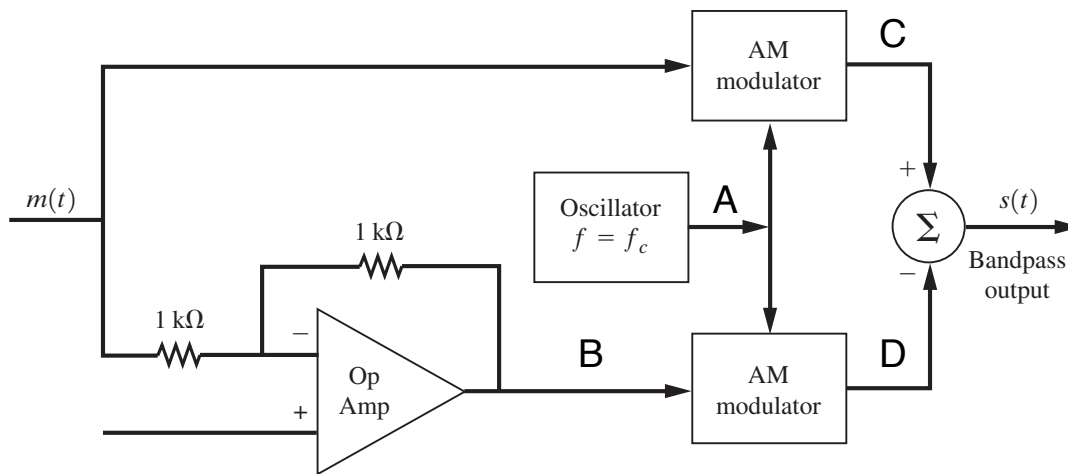 C
AM
modulator
m(t)
+
Σ
s(t)
Bandpass
output
−
Oscillator
f = f_c
A
1 kΩ
1 kΩ
−
Op
Amp
+
B
AM
modulator
D